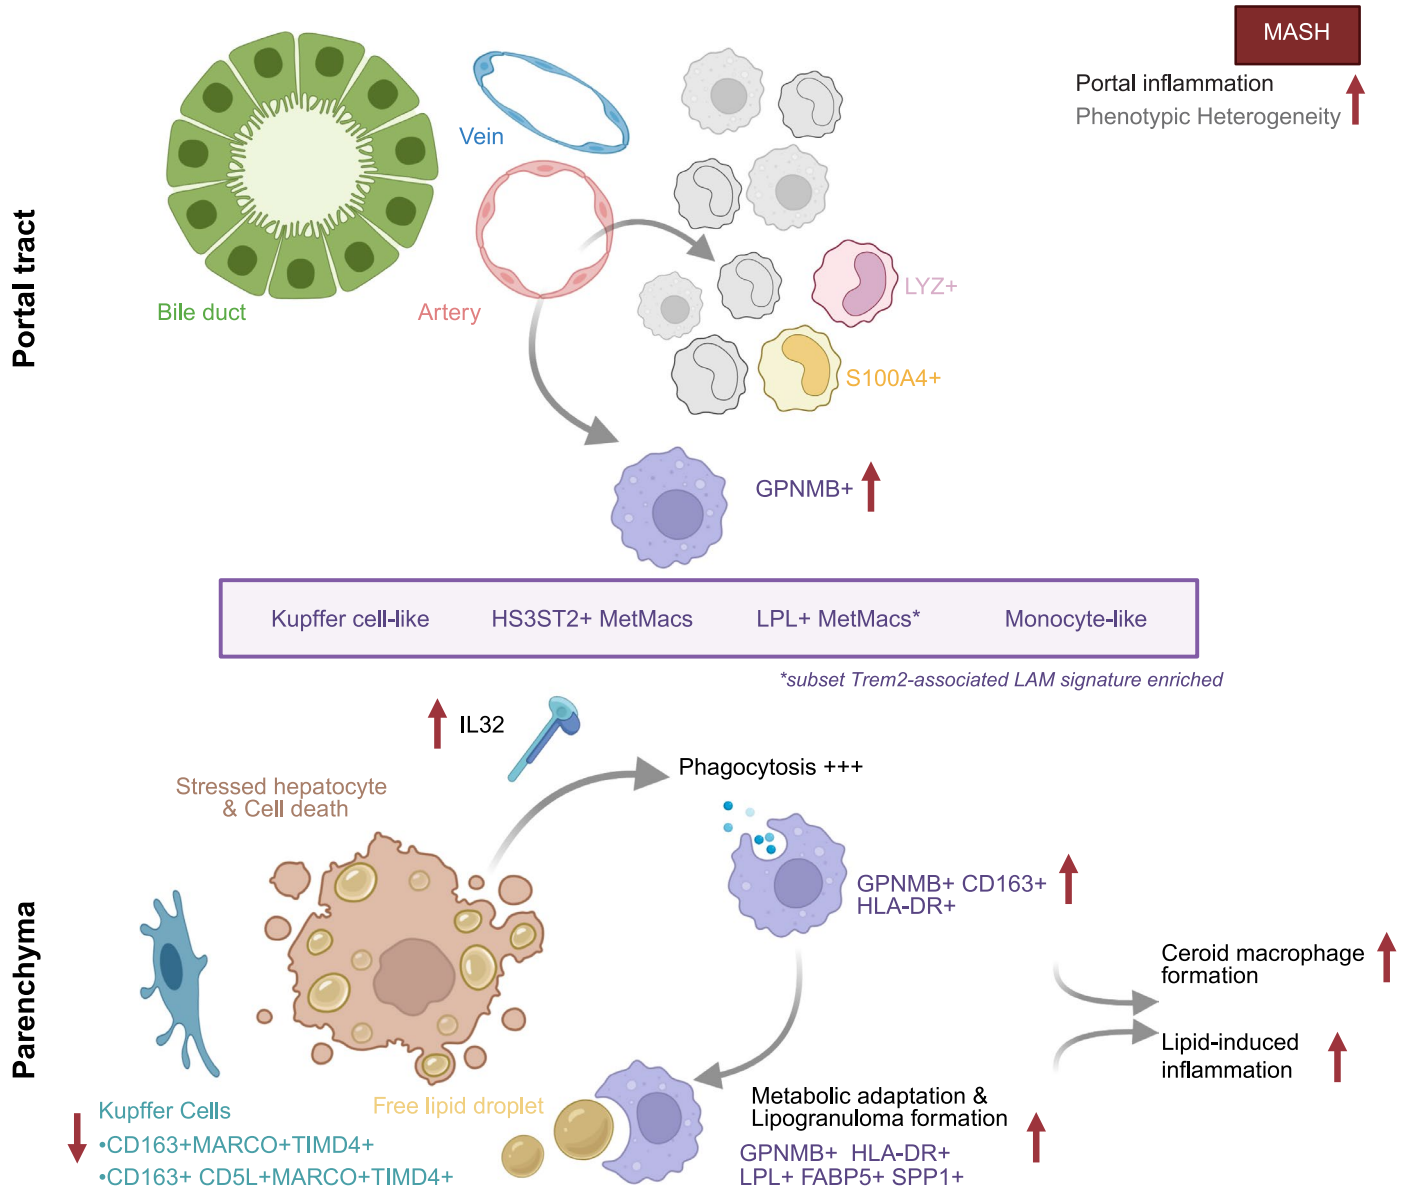 MASH
Portal inflammation
Phenotypic Heterogeneity
Portal tract
Vein
Bile duct
Artery
LYZ+
S100A4+
GPNMB+
Kupffer cell-like
HS3ST2+ MetMacs
LPL+ MetMacs*
Monocyte-like
*subset Trem2-associated LAM signature enriched
Parenchyma
IL32
Stressed hepatocyte
& Cell death
Phagocytosis +++
GPNMB+ CD163+
HLA-DR+
Ceroid macrophage
formation
Lipid-induced
inflammation
Kupffer Cells
•CD163+MARCO+TIMD4+
•CD163+ CD5L+MARCO+TIMD4+
Free lipid droplet
Metabolic adaptation &
Lipogranuloma formation
GPNMB+ HLA-DR+
LPL+ FABP5+ SPP1+